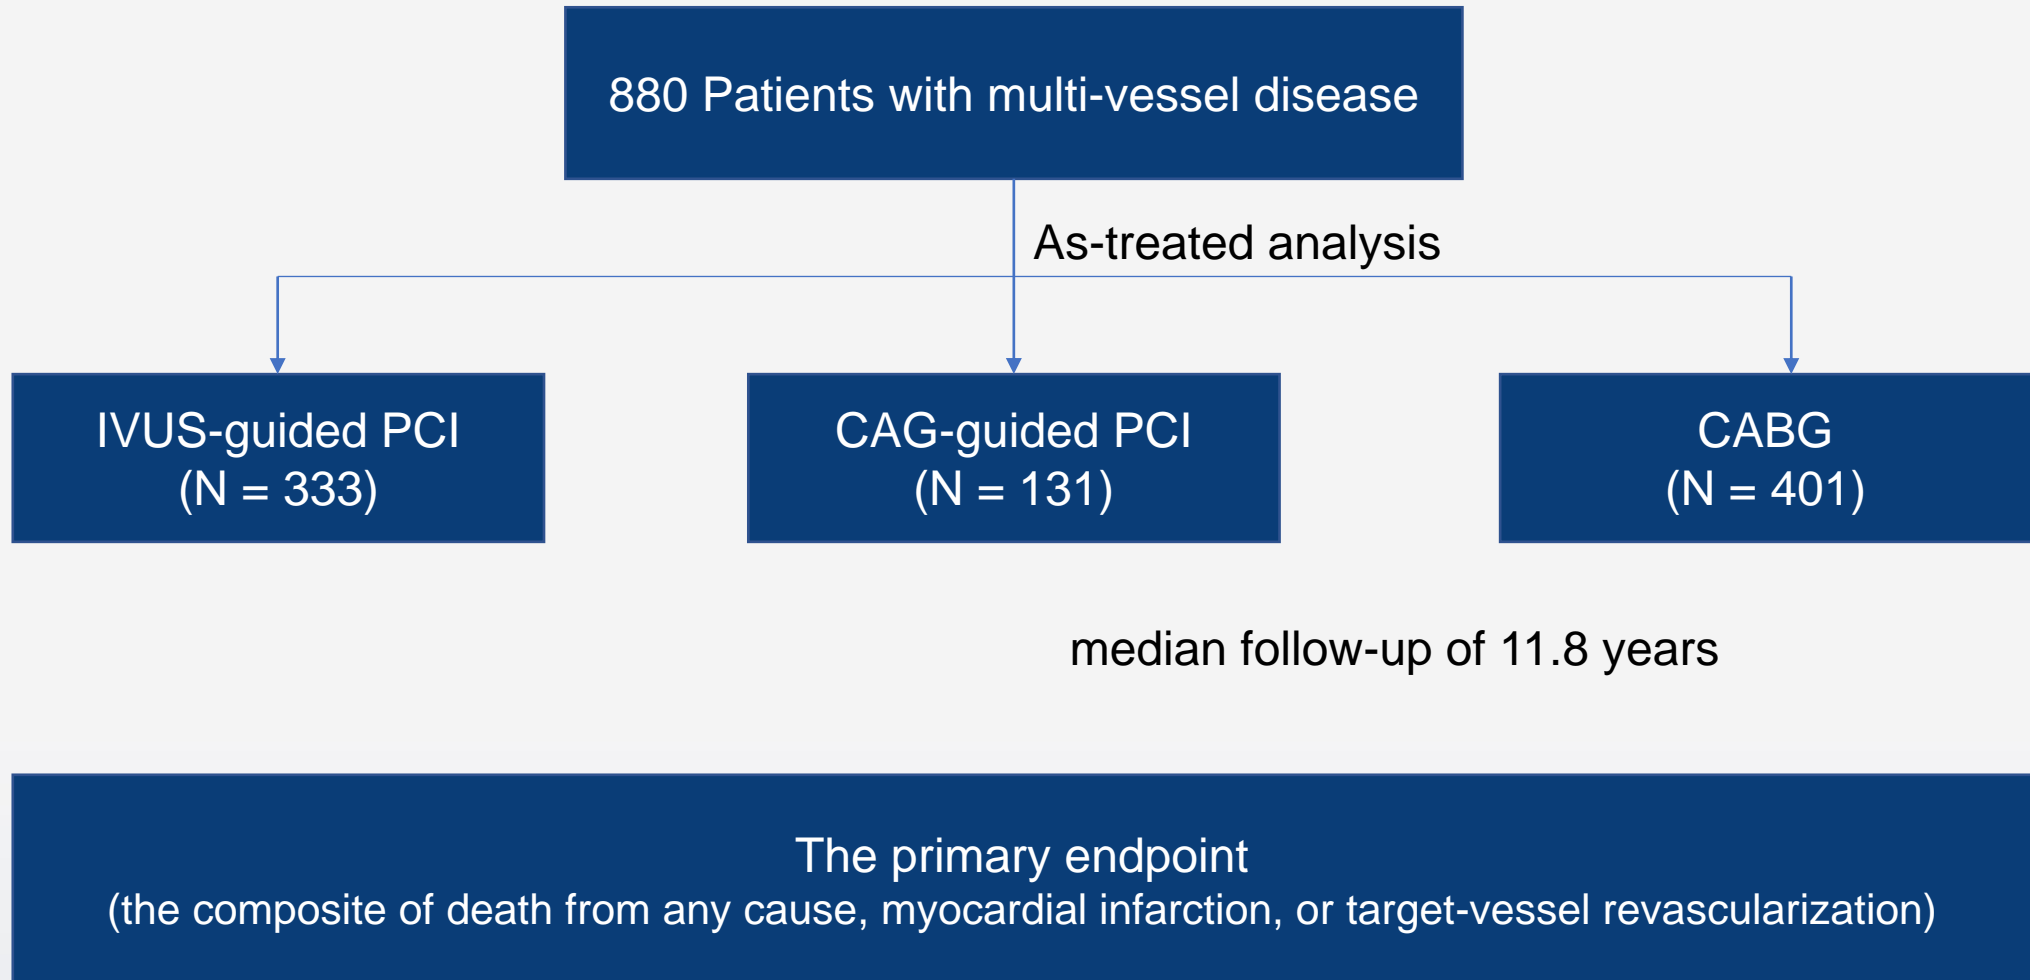 880 Patients with multi-vessel disease
As-treated analysis
IVUS-guided PCI
(N = 333)
CAG-guided PCI
(N = 131)
CABG
(N = 401)
median follow-up of 11.8 years
The primary endpoint
(the composite of death from any cause, myocardial infarction, or target-vessel revascularization)